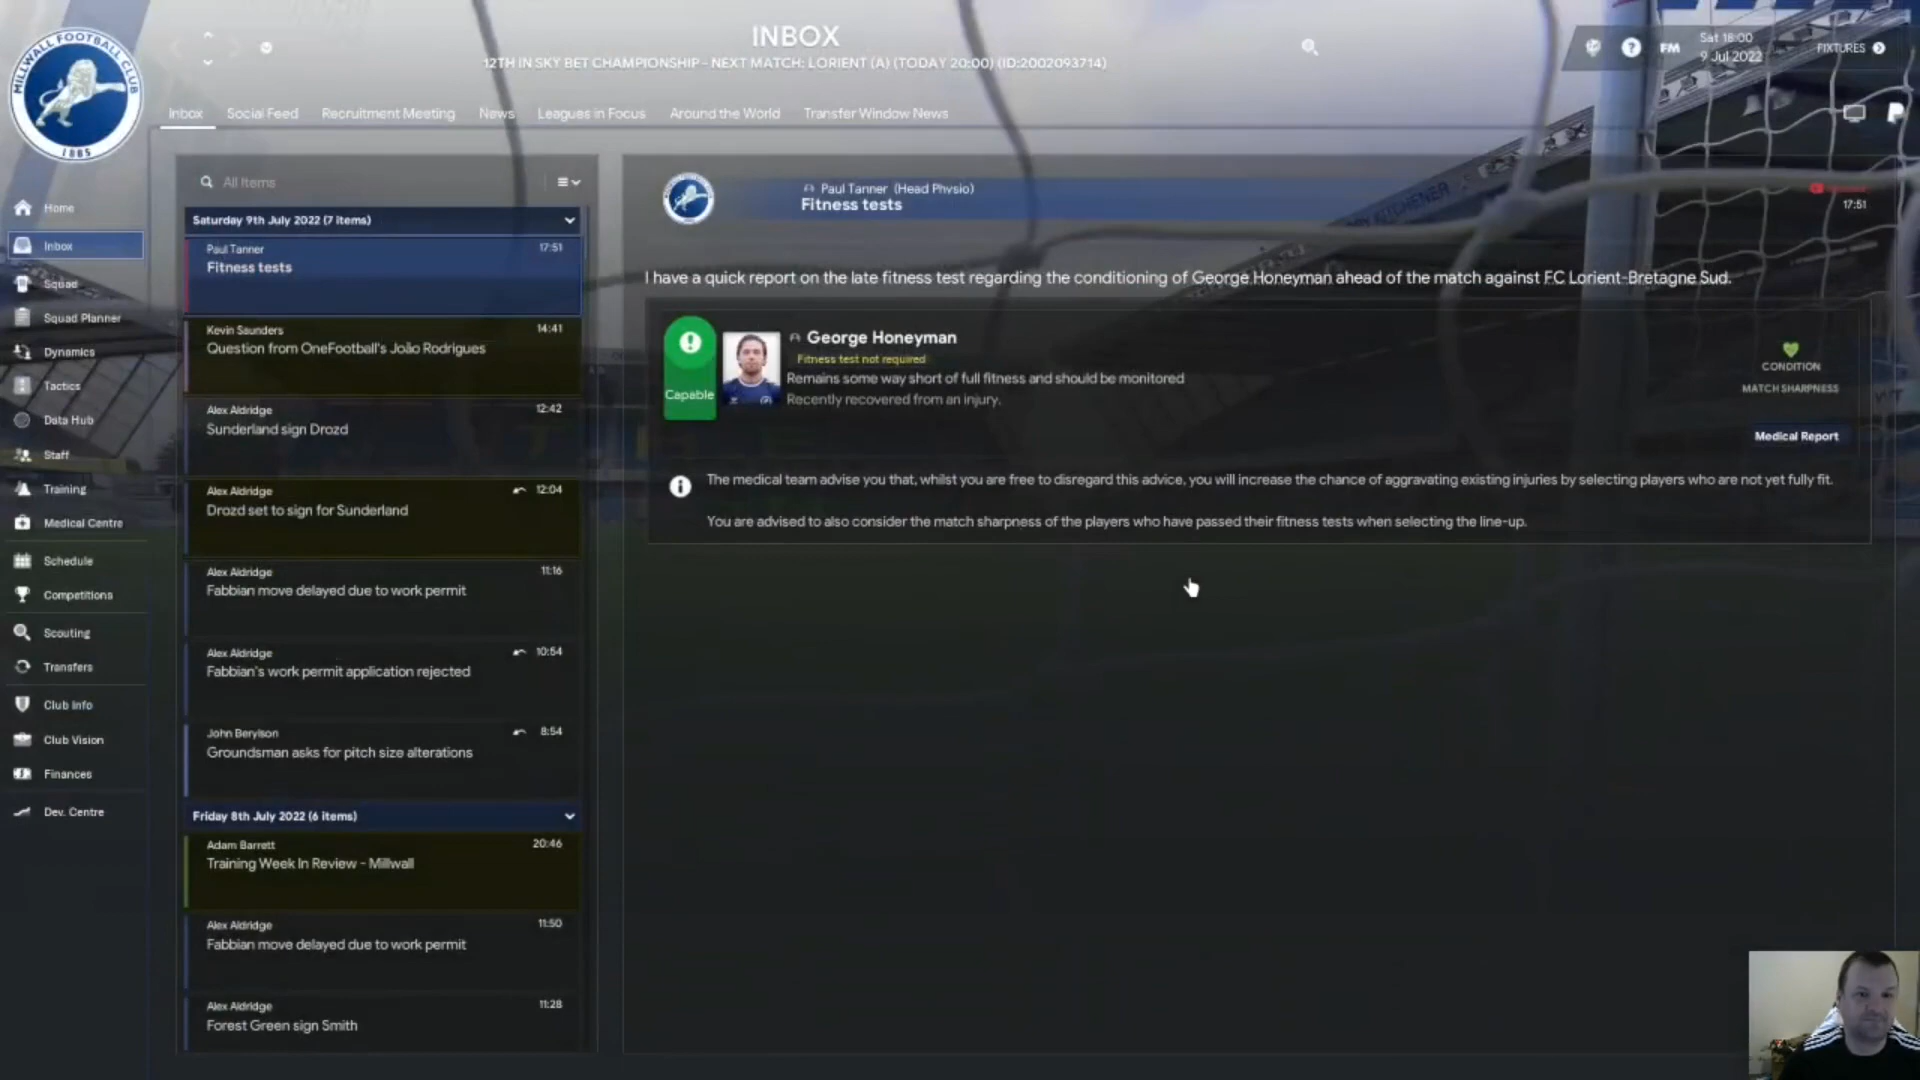 MILLWALL FOOTBALL CLUB
1885
INBOX
12TH IN SKY BET CHAMPIONSHIP - NEXT MATCH: LORIENT (A) (TODAY 20:00) (ID:2002093714)
FM
Sat 18:00
9 Jul 2022
FIXTURES
Inbox
Social Feed
Recruitment Meeting
News
Leagues in Focus
Around the World
Transfer Window News
Home
Inbox
Squad
Squad Planner
Dynamics
Tactics
Data Hub
Staff
Training
Medical Centre
Schedule
Competitions
Scouting
Transfers
Club Info
Club Vision
Finances
Dev. Centre
All Items
Saturday 9th July 2022 (7 items)
Paul Tanner 17:51
Fitness tests
Kevin Saunders 14:41
Question from OneFootball's João Rodrigues
Alex Aldridge 12:42
Sunderland sign Drozd
Alex Aldridge 12:04
Drozd set to sign for Sunderland
Alex Aldridge 11:16
Fabbian move delayed due to work permit
Alex Aldridge 10:54
Fabbian's work permit application rejected
John Berylson 8:54
Groundsman asks for pitch size alterations
Friday 8th July 2022 (6 items)
Adam Barrett 20:46
Training Week In Review - Millwall
Alex Aldridge 11:50
Fabbian move delayed due to work permit
Alex Aldridge 11:28
Forest Green sign Smith
Paul Tanner (Head Physio)
Fitness tests
17:51
I have a quick report on the late fitness test regarding the conditioning of George Honeyman ahead of the match against FC Lorient-Bretagne Sud.
Capable
George Honeyman
Fitness test not required
Remains some way short of full fitness and should be monitored
Recently recovered from an injury.
CONDITION
MATCH SHARPNESS
Medical Report
The medical team advise you that, whilst you are free to disregard this advice, you will increase the chance of aggravating existing injuries by selecting players who are not yet fully fit.
You are advised to also consider the match sharpness of the players who have passed their fitness tests when selecting the line-up.